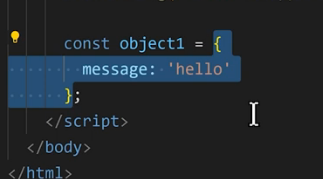 const object1 = {
message: 'hello'
};
</script>
</body>
</html>